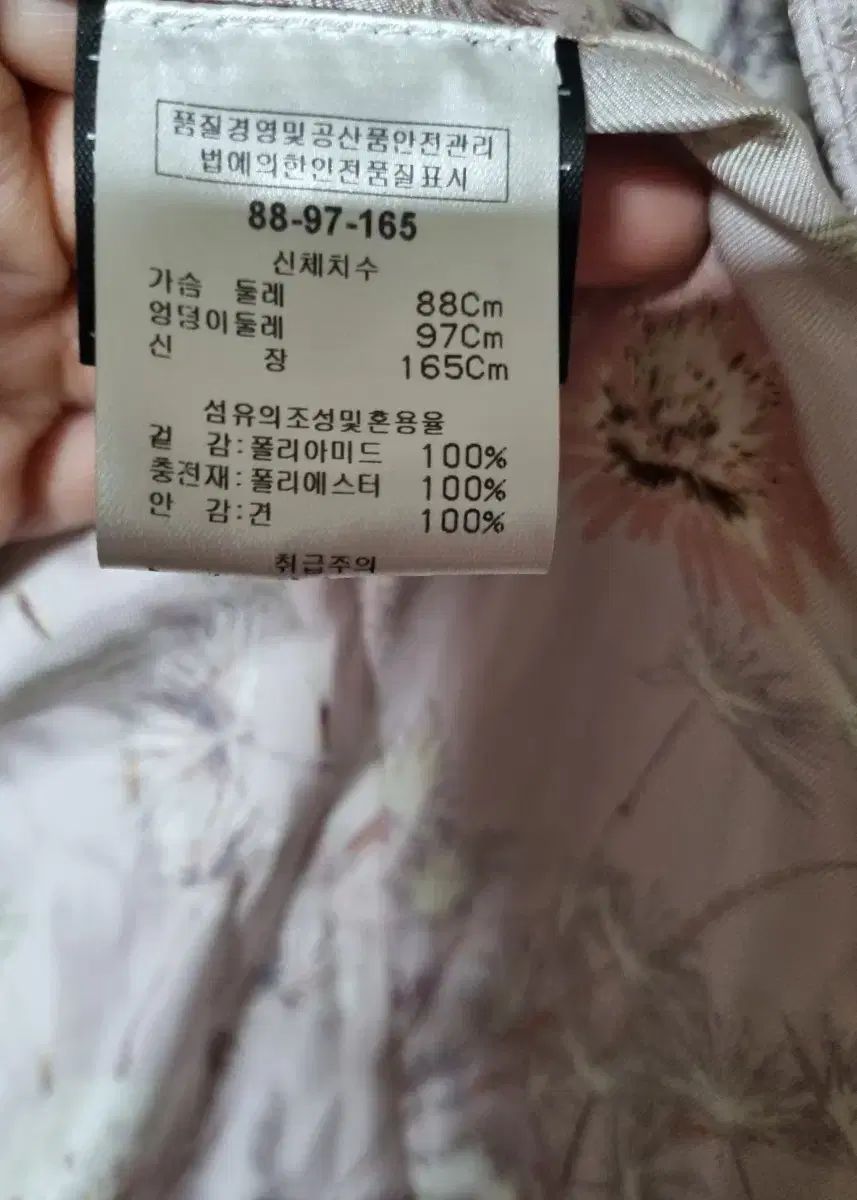 품질경영및공산품안전관리
법에의한안전품질표시
88-97-165
신체치수
가슴 둘레 88Cm
엉덩이둘레 97Cm
신 장 165Cm
섬유의조성및혼용율
겉 감:폴리아미드 100%
충전재:폴리에스터 100%
안 감:견 100%
취급주의